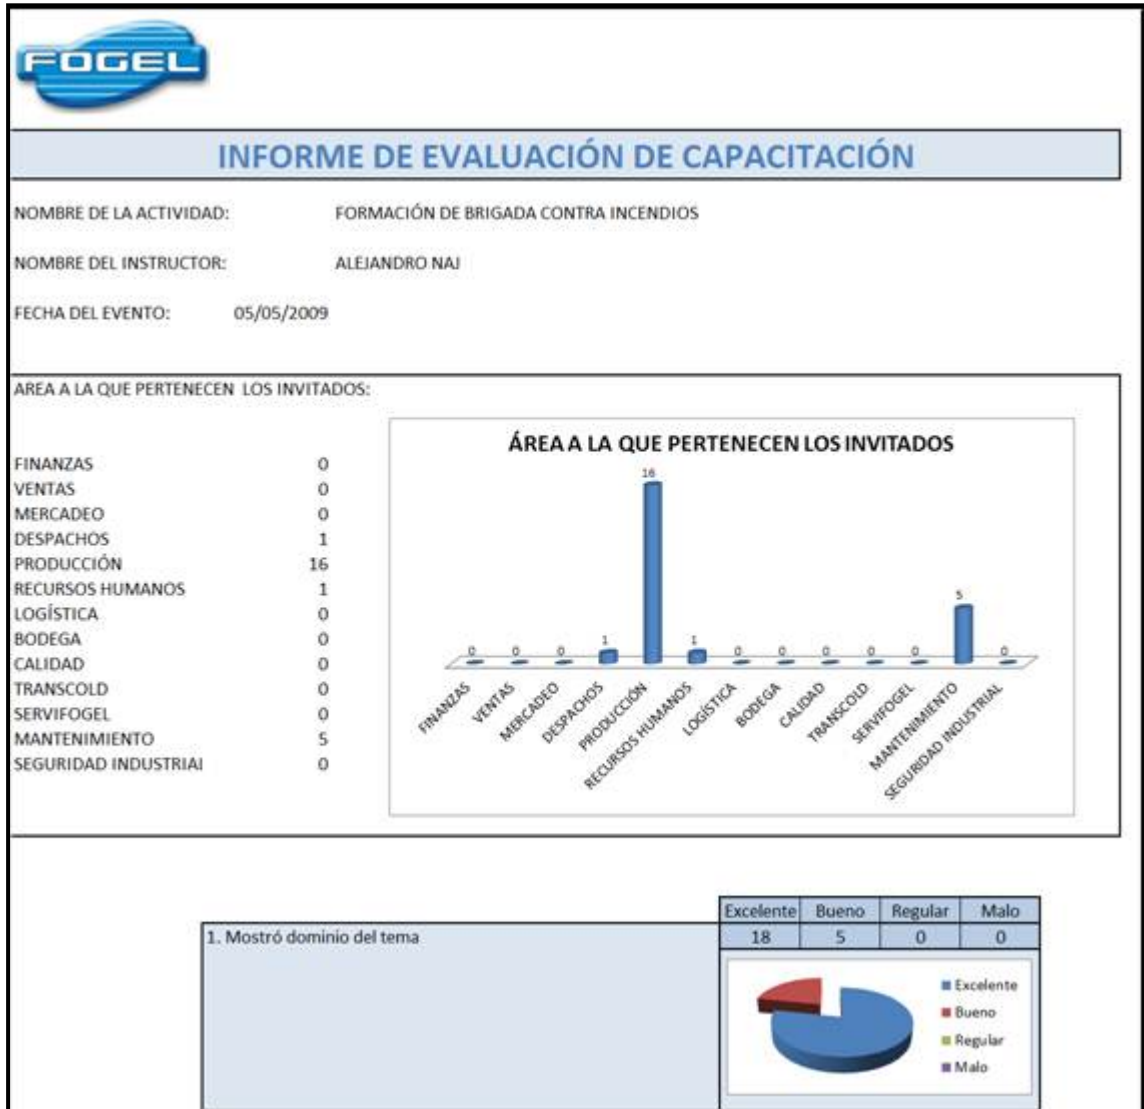 FOGEL
INFORME DE EVALUACIÓN DE CAPACITACIÓN
NOMBRE DE LA ACTIVIDAD: FORMACIÓN DE BRIGADA CONTRA INCENDIOS
NOMBRE DEL INSTRUCTOR: ALEJANDRO NAJ
FECHA DEL EVENTO: 05/05/2009
AREA A LA QUE PERTENECEN LOS INVITADOS:
FINANZAS 0
VENTAS 0
MERCADEO 0
DESPACHOS 1
PRODUCCIÓN 16
RECURSOS HUMANOS 1
LOGÍSTICA 0
BODEGA 0
CALIDAD 0
TRANSCOLD 0
SERVIFOGEL 0
MANTENIMIENTO 5
SEGURIDAD INDUSTRIAI 0
ÁREA A LA QUE PERTENECEN LOS INVITADOS
0 0 0 1 16 1 0 0 0 0 0 5 0
FINANZAS
VENTAS
MERCADEO
DESPACHOS
PRODUCCIÓN
RECURSOS HUMANOS
LOGÍSTICA
BODEGA
CALIDAD
TRANSCOLD
SERVIFOGEL
MANTENIMIENTO
SEGURIDAD INDUSTRIAL
Excelente Bueno Regular Malo
1. Mostró dominio del tema 18 5 0 0
Excelente
Bueno
Regular
Malo